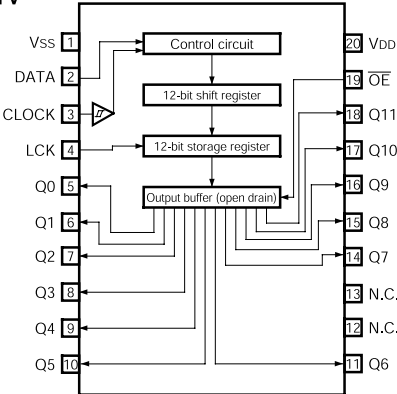 Vss 1
DATA 2
CLOCK 3
LCK 4
Q0 5
Q1 6
Q2 7
Q3 8
Q4 9
Q5 10
Control circuit
12-bit shift register
12-bit storage register
Output buffer (open drain)
20 VDD
19 OE
18 Q11
17 Q10
16 Q9
15 Q8
14 Q7
13 N.C.
12 N.C.
11 Q6